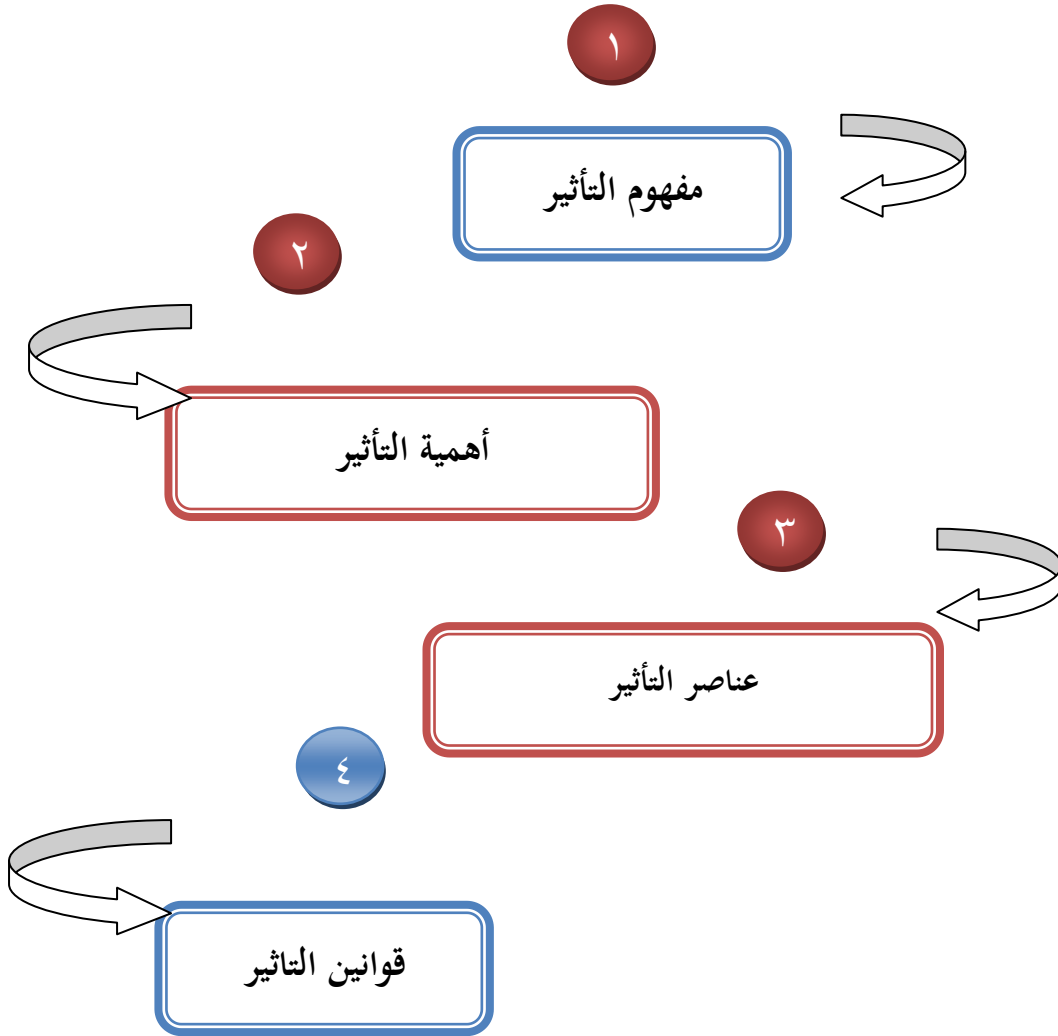 ١
مفهوم التأثير
٢
أهمية التأثير
٣
عناصر التأثير
٤
قوانين التاثير